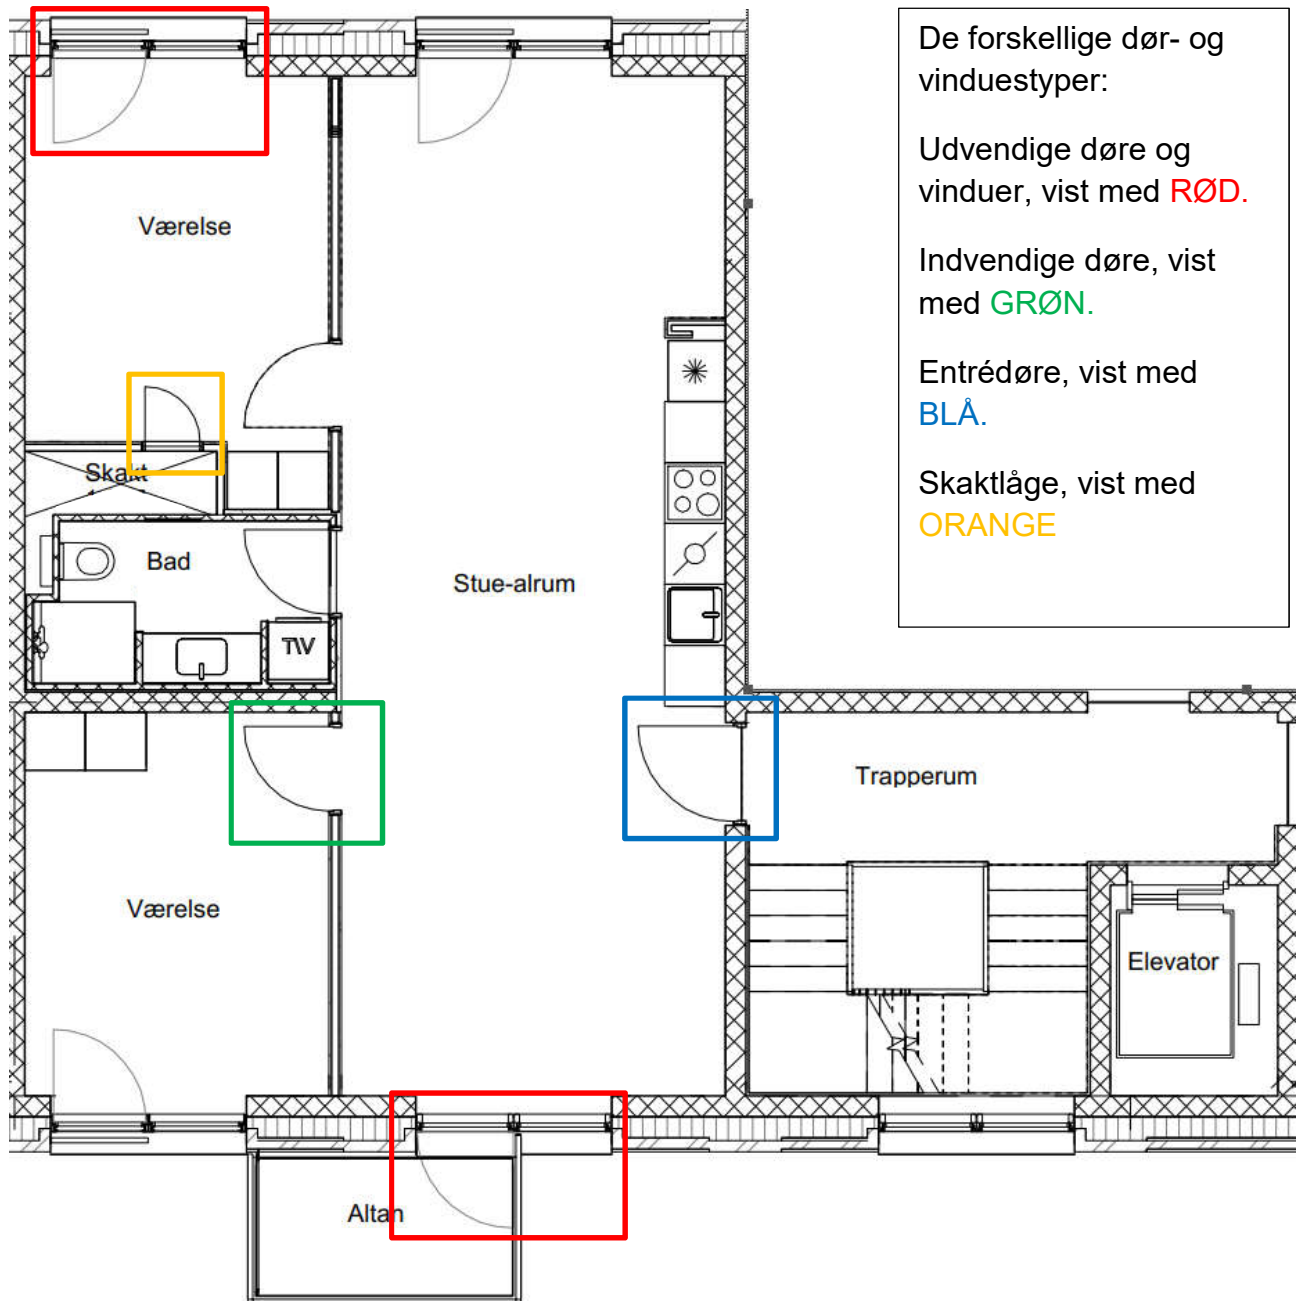 De forskellige dør- og
vinduestyper:
Udvendige døre og
vinduer, vist med RØD.
Indvendige døre, vist
med GRØN.
Entrédøre, vist med
BLÅ.
Skaktlåge, vist med
ORANGE
Værelse
Skakt
Bad
Stue-alrum
TV
Trapperum
Værelse
Elevator
Altan